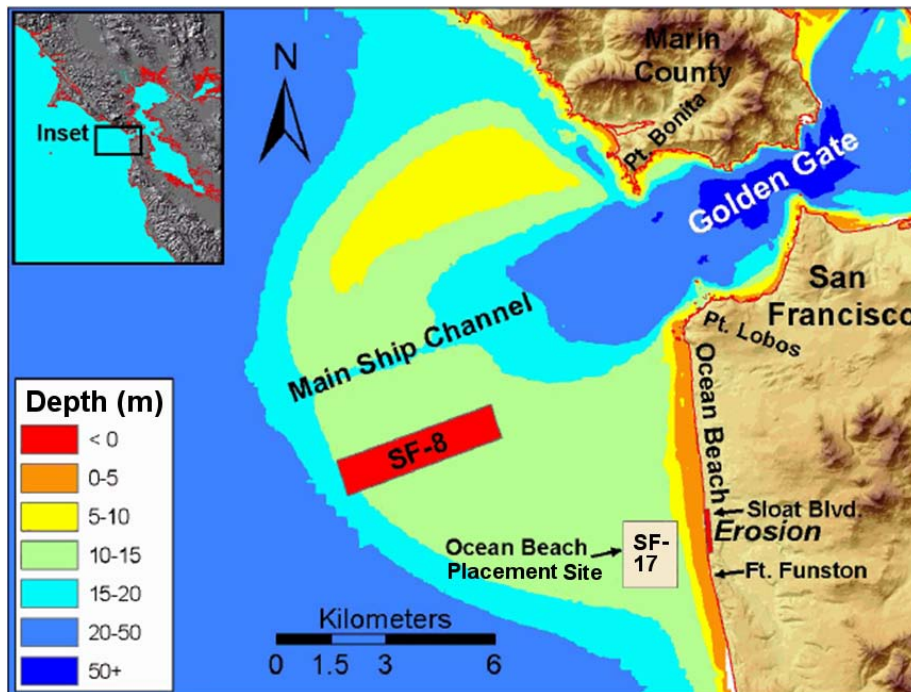 Inset
N
Marin
County
Pt. Bonita
Golden Gate
San
Francisco
Pt. Lobos
Main Ship Channel
Ocean Beach
SF-8
Sloat Blvd.
Erosion
Ocean Beach
Placement Site
SF-
17
Ft. Funston
Depth (m)
< 0
0-5
5-10
10-15
15-20
20-50
50+
Kilometers
0 1.5 3 6